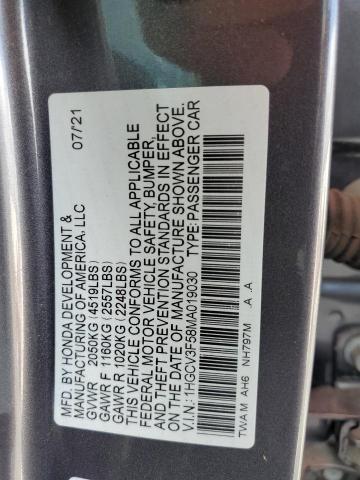 MFD. BY HONDA DEVELOPMENT & 07/21
MANUFACTURING OF AMERICA, LLC
GVWR 2050KG (4519LBS)
GAWR F 1160KG (2557LBS)
GAWR R 1020KG (2248LBS)
THIS VEHICLE CONFORMS TO ALL APPLICABLE
FEDERAL MOTOR VEHICLE SAFETY, BUMPER,
AND THEFT PREVENTION STANDARDS IN EFFECT
ON THE DATE OF MANUFACTURE SHOWN ABOVE.
V.I.N.: 1HGCV3F58MA019030 TYPE: PASSENGER CAR
TWA M AH6 NH797M .A .A